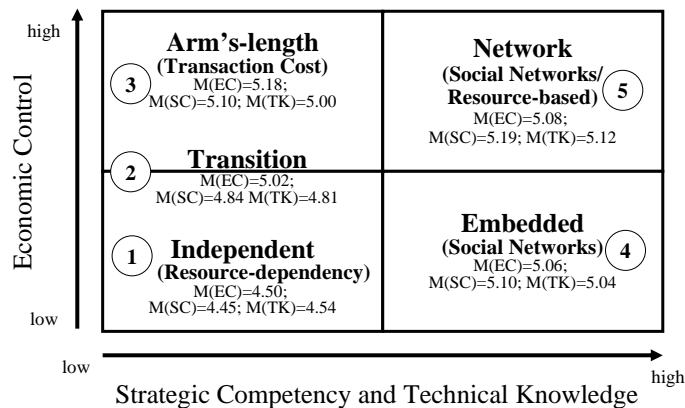 high
Arm's-length
(Transaction Cost)
3
M(EC)=5.18;
M(SC)=5.10; M(TK)=5.00
Network
(Social Networks/
Resource-based)
5
M(EC)=5.08;
M(SC)=5.19; M(TK)=5.12
Economic Control
2
Transition
M(EC)=5.02;
M(SC)=4.84 M(TK)=4.81
1
Independent
(Resource-dependency)
M(EC)=4.50;
M(SC)=4.45; M(TK)=4.54
Embedded
(Social Networks)
4
M(EC)=5.06;
M(SC)=5.10; M(TK)=5.04
low
low
high
Strategic Competency and Technical Knowledge